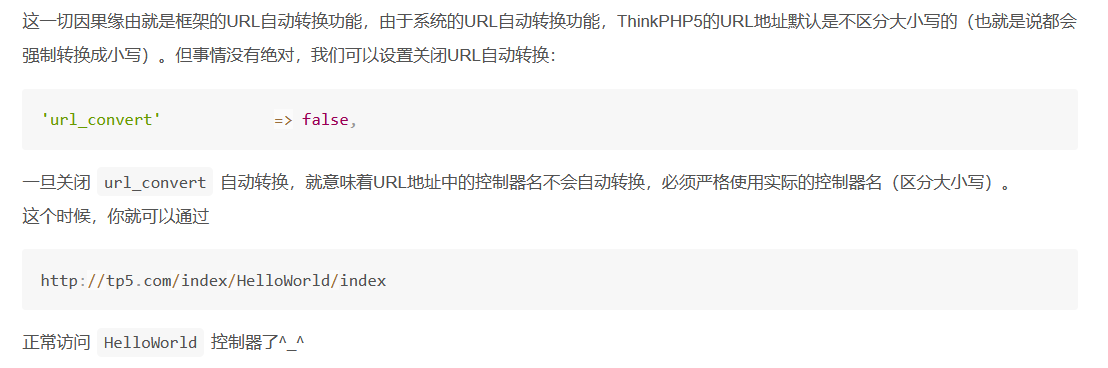 这一切因果缘由就是框架的URL自动转换功能，由于系统的URL自动转换功能，ThinkPHP5的URL地址默认是不区分大小写的（也就是说都会
强制转换成小写）。但事情没有绝对，我们可以设置关闭URL自动转换：
'url_convert'            => false,
一旦关闭 url_convert 自动转换，就意味着URL地址中的控制器名不会自动转换，必须严格使用实际的控制器名（区分大小写）。
这个时候，你就可以通过
http://tp5.com/index/HelloWorld/index
正常访问 HelloWorld 控制器了^_^